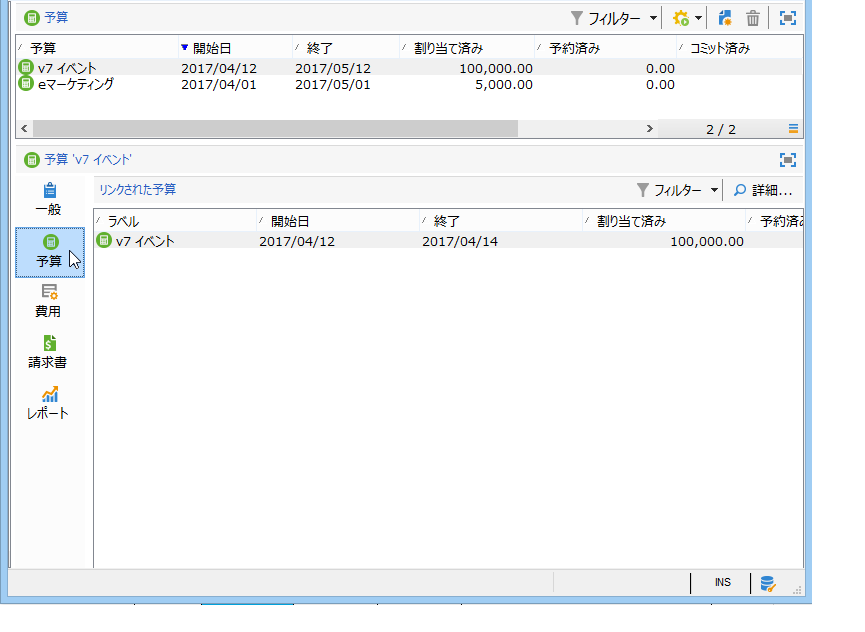 予算 フィルター
予算 開始日 終了 割り当て済み 予約済み コミット済み
v7 イベント 2017/04/12 2017/05/12 100,000.00 0.00
eマーケティング 2017/04/01 2017/05/01 5,000.00 0.00
2 / 2
予算 'v7 イベント'
一般
予算
費用
請求書
レポート
リンクされた予算 フィルター 詳細...
ラベル 開始日 終了 割り当て済み 予約済み
v7 イベント 2017/04/12 2017/04/14 100,000.00
INS